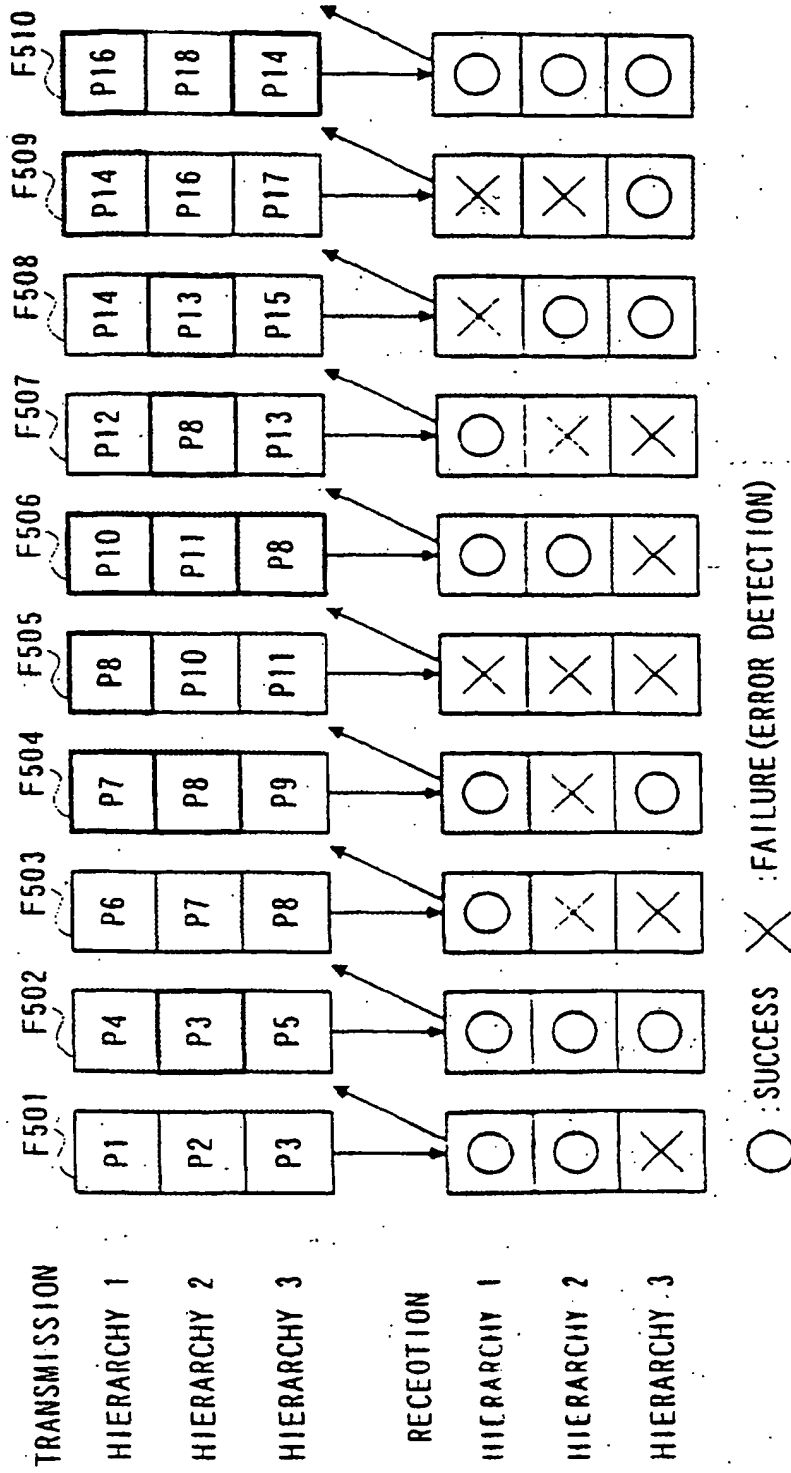 F501 F502 F503 F504 F505 F506 F507 F508 F509 F510
TRANSMISSION
HIERARCHY 1 P1 P4 P6 P7 P8 P10 P12 P14 P14 P16
HIERARCHY 2 P2 P3 P7 P8 P10 P11 P8 P13 P16 P18
HIERARCHY 3 P3 P5 P8 P9 P11 P8 P13 P15 P17 P14
RECEOTION
HIERARCHY 1
HIERARCHY 2
HIERARCHY 3
:SUCCESS :FAILURE(ERROR DETECTION)